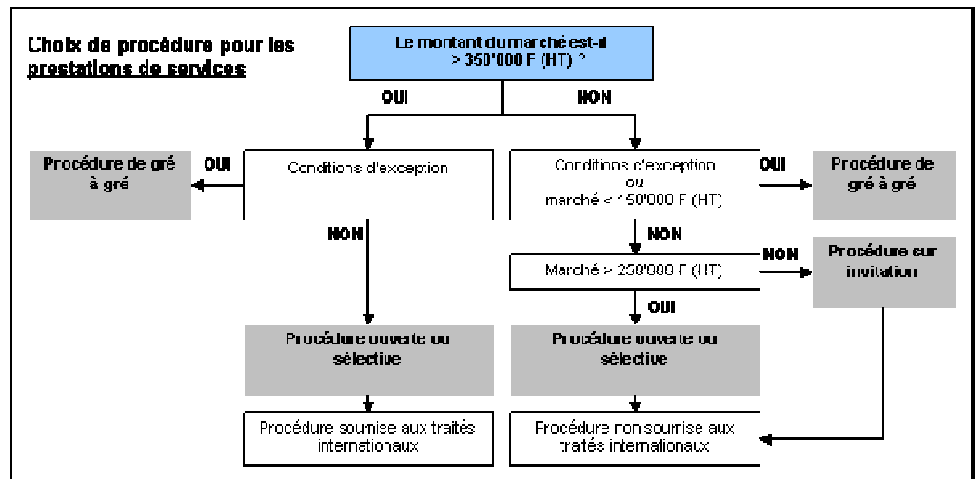 Choix de procédure pour les
prestations de services
Le montant du marché est-il
> 350'000 F (HT) ?
OUI
NON
Procédure de gré
à gré
OUI
Conditions d'exception
Conditions d'exception
ou
marché < 150'000 F (HT)
OUI
Procédure de
gré à gré
NON
NON
Marché > 250'000 F (HT)
NON
Procédure sur
invitation
OUI
Procédure ouverte ou
sélective
Procédure ouverte ou
sélective
Procédure soumise aux traités
internationaux
Procédure non soumise aux
traités internationaux